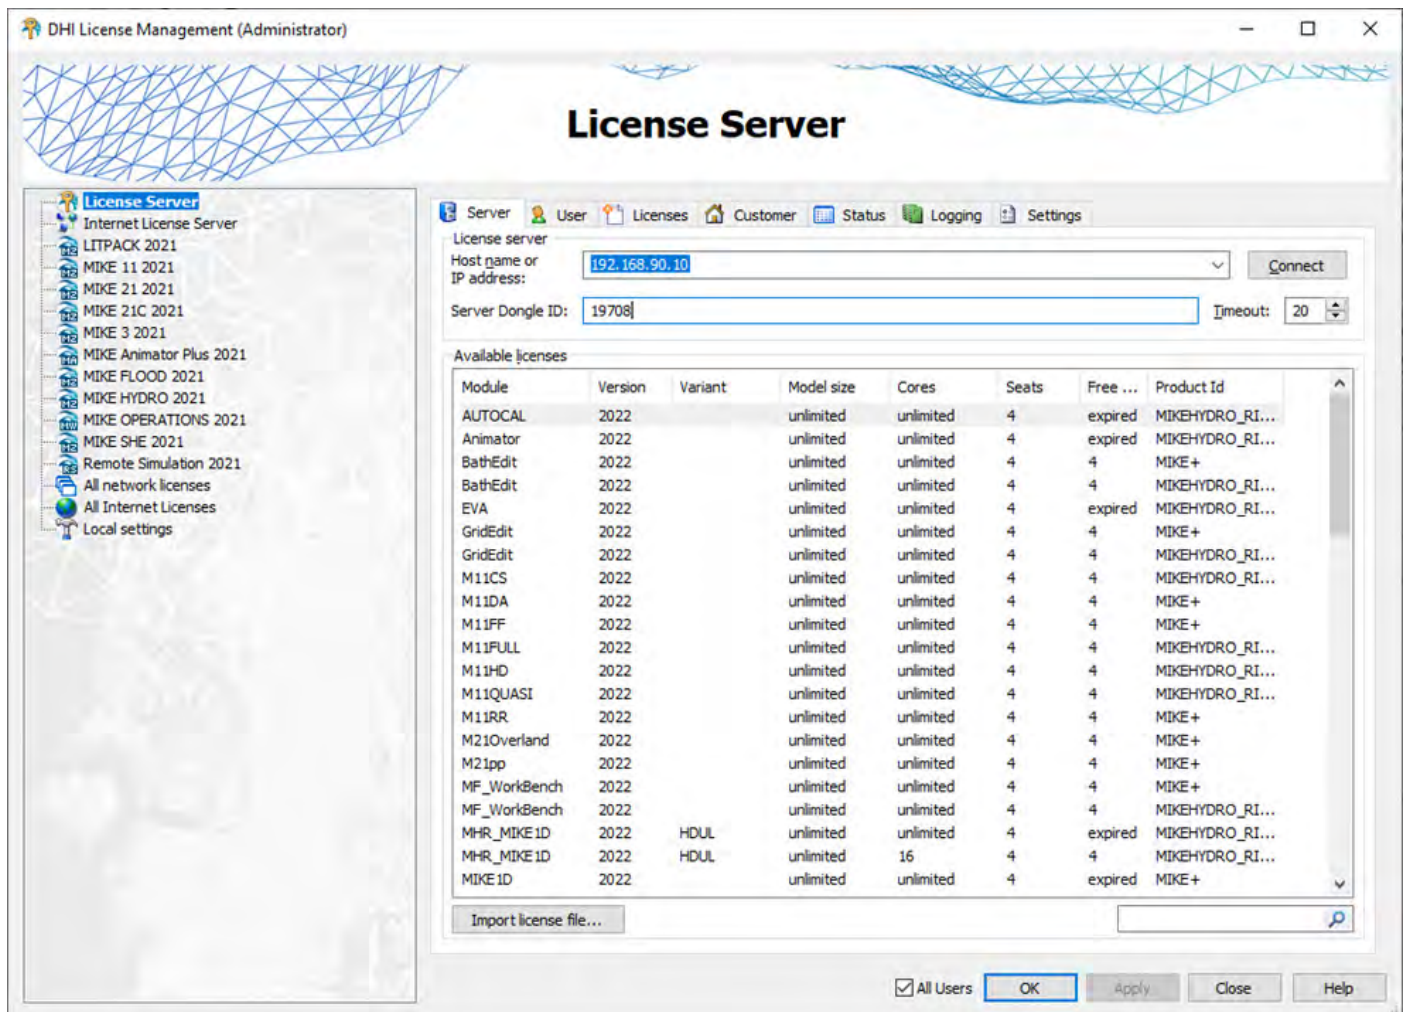 DHI License Management (Administrator)
License Server
License Server
Internet License Server
LITPACK 2021
MIKE 11 2021
MIKE 21 2021
MIKE 21C 2021
MIKE 3 2021
MIKE Animator Plus 2021
MIKE FLOOD 2021
MIKE HYDRO 2021
MIKE OPERATIONS 2021
MIKE SHE 2021
Remote Simulation 2021
All network licenses
All Internet Licenses
Local settings
Server User Licenses Customer Status Logging Settings
License server
Host name or
IP address:
192.168.90.10
Connect
Server Dongle ID: 19708 Timeout: 20
Available licenses
Module Version Variant Model size Cores Seats Free ... Product Id
AUTOCAL 2022 unlimited unlimited 4 expired MIKEHYDRO_RI...
Animator 2022 unlimited unlimited 4 expired MIKEHYDRO_RI...
BathEdit 2022 unlimited unlimited 4 4 MIKE+
BathEdit 2022 unlimited unlimited 4 4 MIKEHYDRO_RI...
EVA 2022 unlimited unlimited 4 expired MIKEHYDRO_RI...
GridEdit 2022 unlimited unlimited 4 4 MIKE+
GridEdit 2022 unlimited unlimited 4 4 MIKEHYDRO_RI...
M11CS 2022 unlimited unlimited 4 4 MIKEHYDRO_RI...
M11DA 2022 unlimited unlimited 4 4 MIKE+
M11FF 2022 unlimited unlimited 4 4 MIKE+
M11FULL 2022 unlimited unlimited 4 4 MIKEHYDRO_RI...
M11HD 2022 unlimited unlimited 4 4 MIKEHYDRO_RI...
M11QUASI 2022 unlimited unlimited 4 4 MIKEHYDRO_RI...
M11RR 2022 unlimited unlimited 4 4 MIKE+
M21Overland 2022 unlimited unlimited 4 4 MIKE+
M21pp 2022 unlimited unlimited 4 4 MIKE+
MF_WorkBench 2022 unlimited unlimited 4 4 MIKE+
MF_WorkBench 2022 unlimited unlimited 4 4 MIKEHYDRO_RI...
MHR_MIKE1D 2022 HDUL unlimited unlimited 4 expired MIKEHYDRO_RI...
MHR_MIKE1D 2022 HDUL unlimited 16 4 4 MIKEHYDRO_RI...
MIKE1D 2022 unlimited unlimited 4 expired MIKE+
Import license file...
All Users OK Apply Close Help